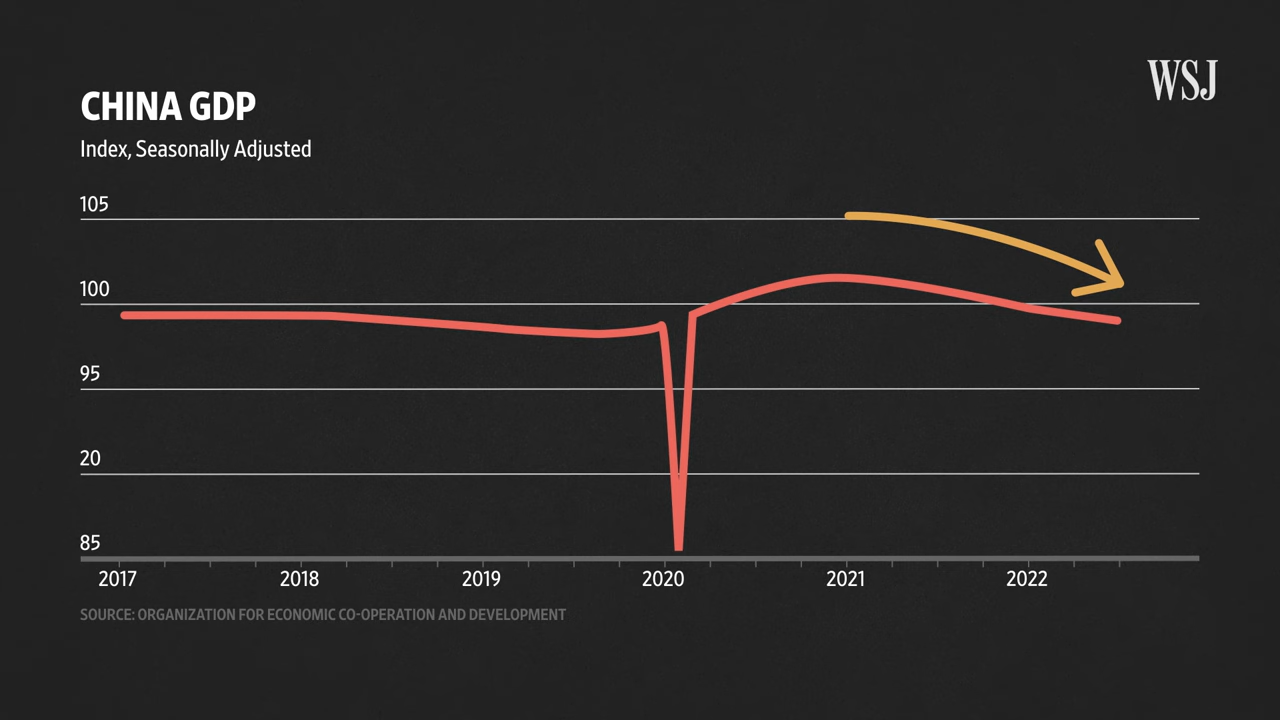 WSJ
CHINA GDP
Index, Seasonally Adjusted
105
100
95
20
85
2017 2018 2019 2020 2021 2022
SOURCE: ORGANIZATION FOR ECONOMIC CO-OPERATION AND DEVELOPMENT